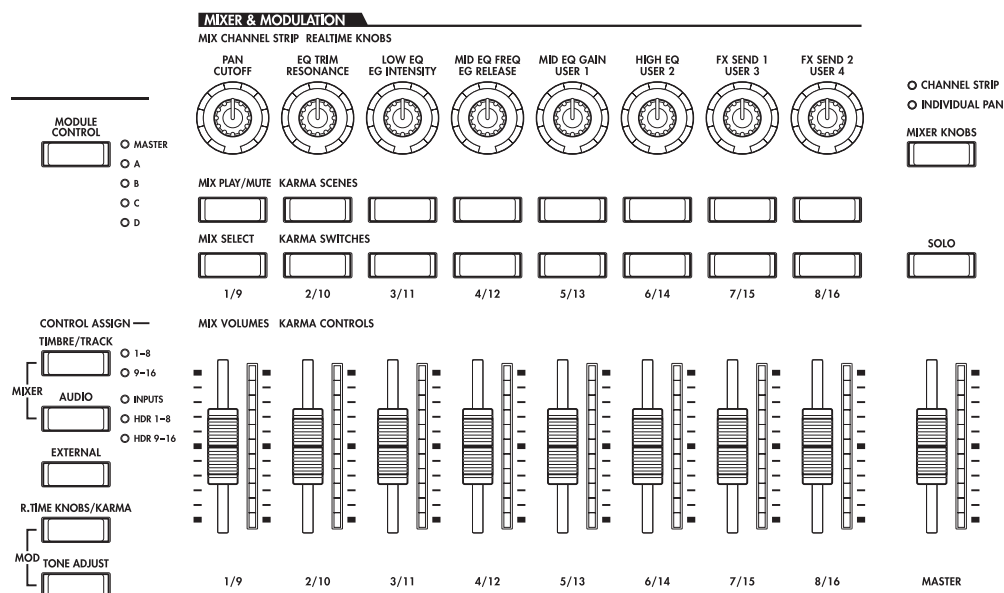 MIXER & MODULATION
MIX CHANNEL STRIP REALTIME KNOBS
PAN
CUTOFF
EQ TRIM
RESONANCE
LOW EQ
EG INTENSITY
MID EQ FREQ
EG RELEASE
MID EQ GAIN
USER 1
HIGH EQ
USER 2
FX SEND 1
USER 3
FX SEND 2
USER 4
CHANNEL STRIP
INDIVIDUAL PAN
MIXER KNOBS
MODULE
CONTROL
MASTER
A
B
C
D
MIX PLAY/MUTE KARMA SCENES
MIX SELECT KARMA SWITCHES
SOLO
1/9 2/10 3/11 4/12 5/13 6/14 7/15 8/16
CONTROL ASSIGN
MIX VOLUMES KARMA CONTROLS
TIMBRE/TRACK
1-8
9-16
MIXER
AUDIO
INPUTS
HDR 1-8
HDR 9-16
EXTERNAL
R.TIME KNOBS/KARMA
MOD
TONE ADJUST
1/9 2/10 3/11 4/12 5/13 6/14 7/15 8/16 MASTER